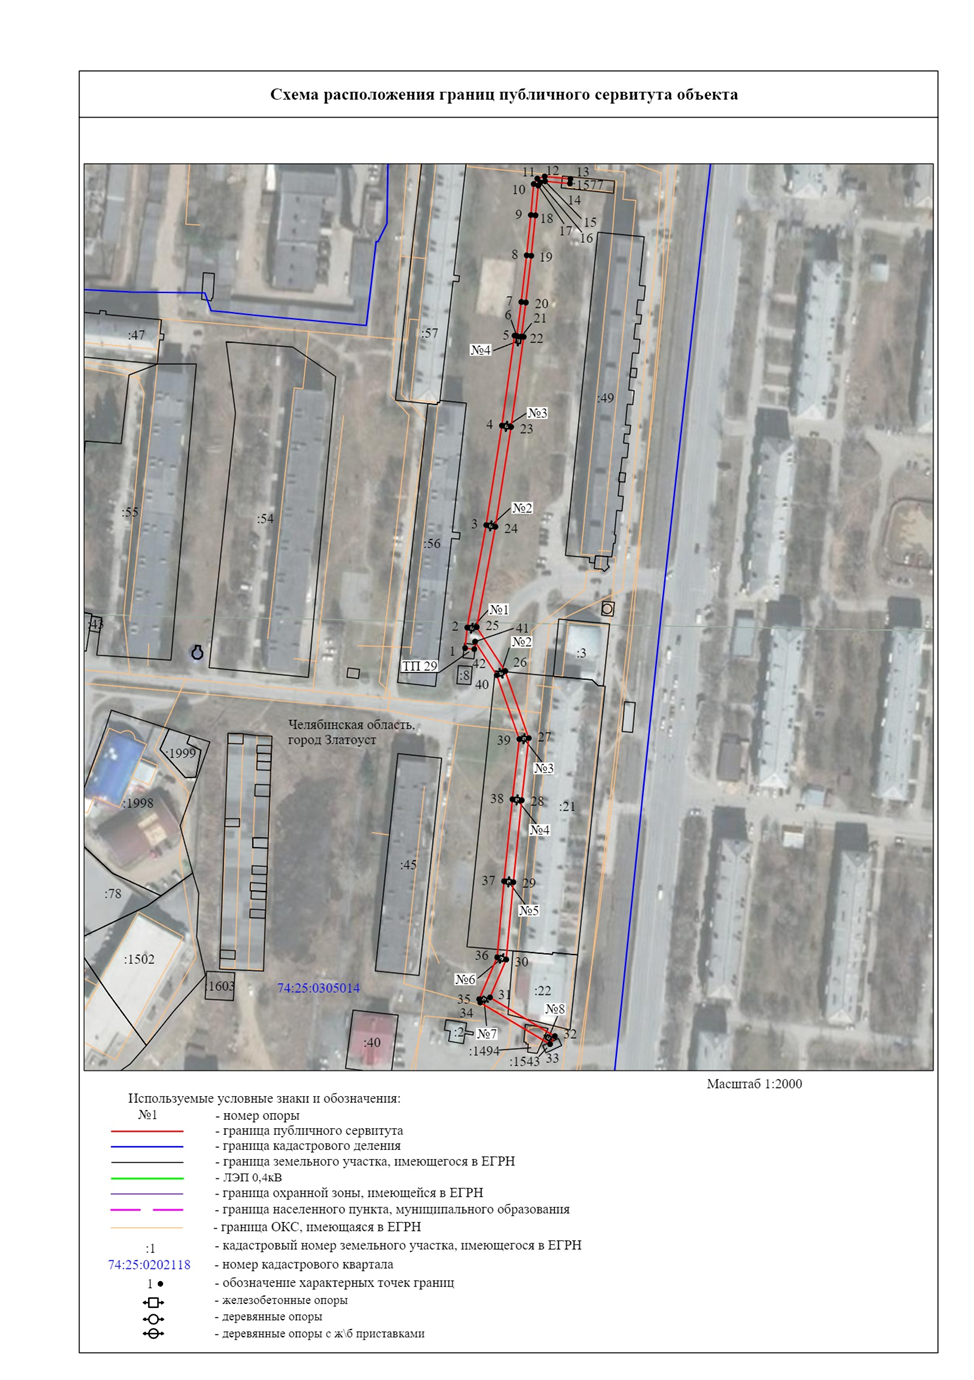 Схема расположения границ публичного сервитута объекта
11 12 13
:1577
10 14
9 18 15
17 16
8 19
7 20
6 21
5 22
№4
:47
:57
:49
4 №3
23
:55
:54
:56
3 №2
24
:43
№1
2 25 41
№2
1
ТП 29
42 26
:8
40
:3
Челябинская область,
город Златоуст
39 27
:1999
№3
:1998
38 28
:21
№4
:45
37 29
:78
№5
36 30
:1502
№6
:1603
74:25:0305014
35 31
:22
34
№8
:2
№7
32
:40
:1494
:1543 33
Масштаб 1:2000
Используемые условные знаки и обозначения:
№1 - номер опоры
- граница публичного сервитута
- граница кадастрового деления
- граница земельного участка, имеющегося в ЕГРН
- ЛЭП 0,4кВ
- граница охранной зоны, имейщейся в ЕГРН
- граница населенного пункта, муниципального образования
- граница ОКС, имеющаяся в ЕГРН
:1 - кадастровый номер земельного участка, имеющегося в ЕГРН
74:25:0202118 - номер кадастрового квартала
1 - обозначение характерных точек границ
- железобетонные опоры
- деревянные опоры
- деревянные опоры с ж\б приставками